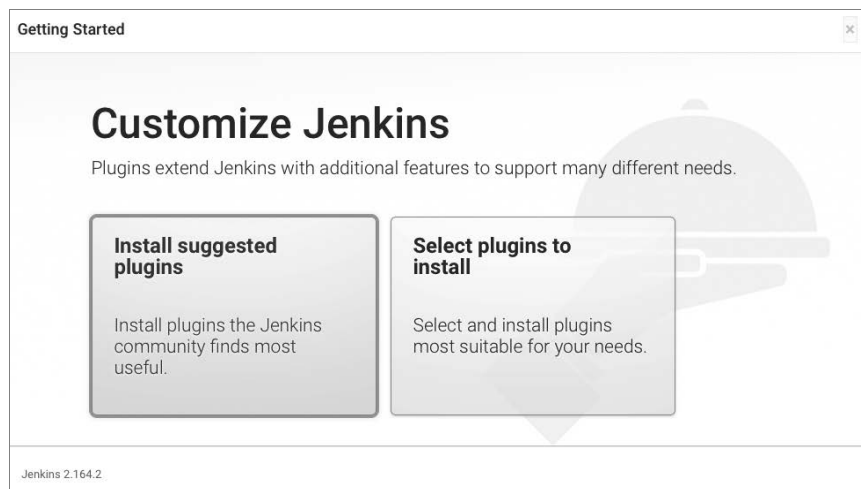 Getting Started
×
Customize Jenkins
Plugins extend Jenkins with additional features to support many different needs.
Install suggested
plugins
Install plugins the Jenkins
community finds most
useful.
Select plugins to
install
Select and install plugins
most suitable for your needs.
Jenkins 2.164.2